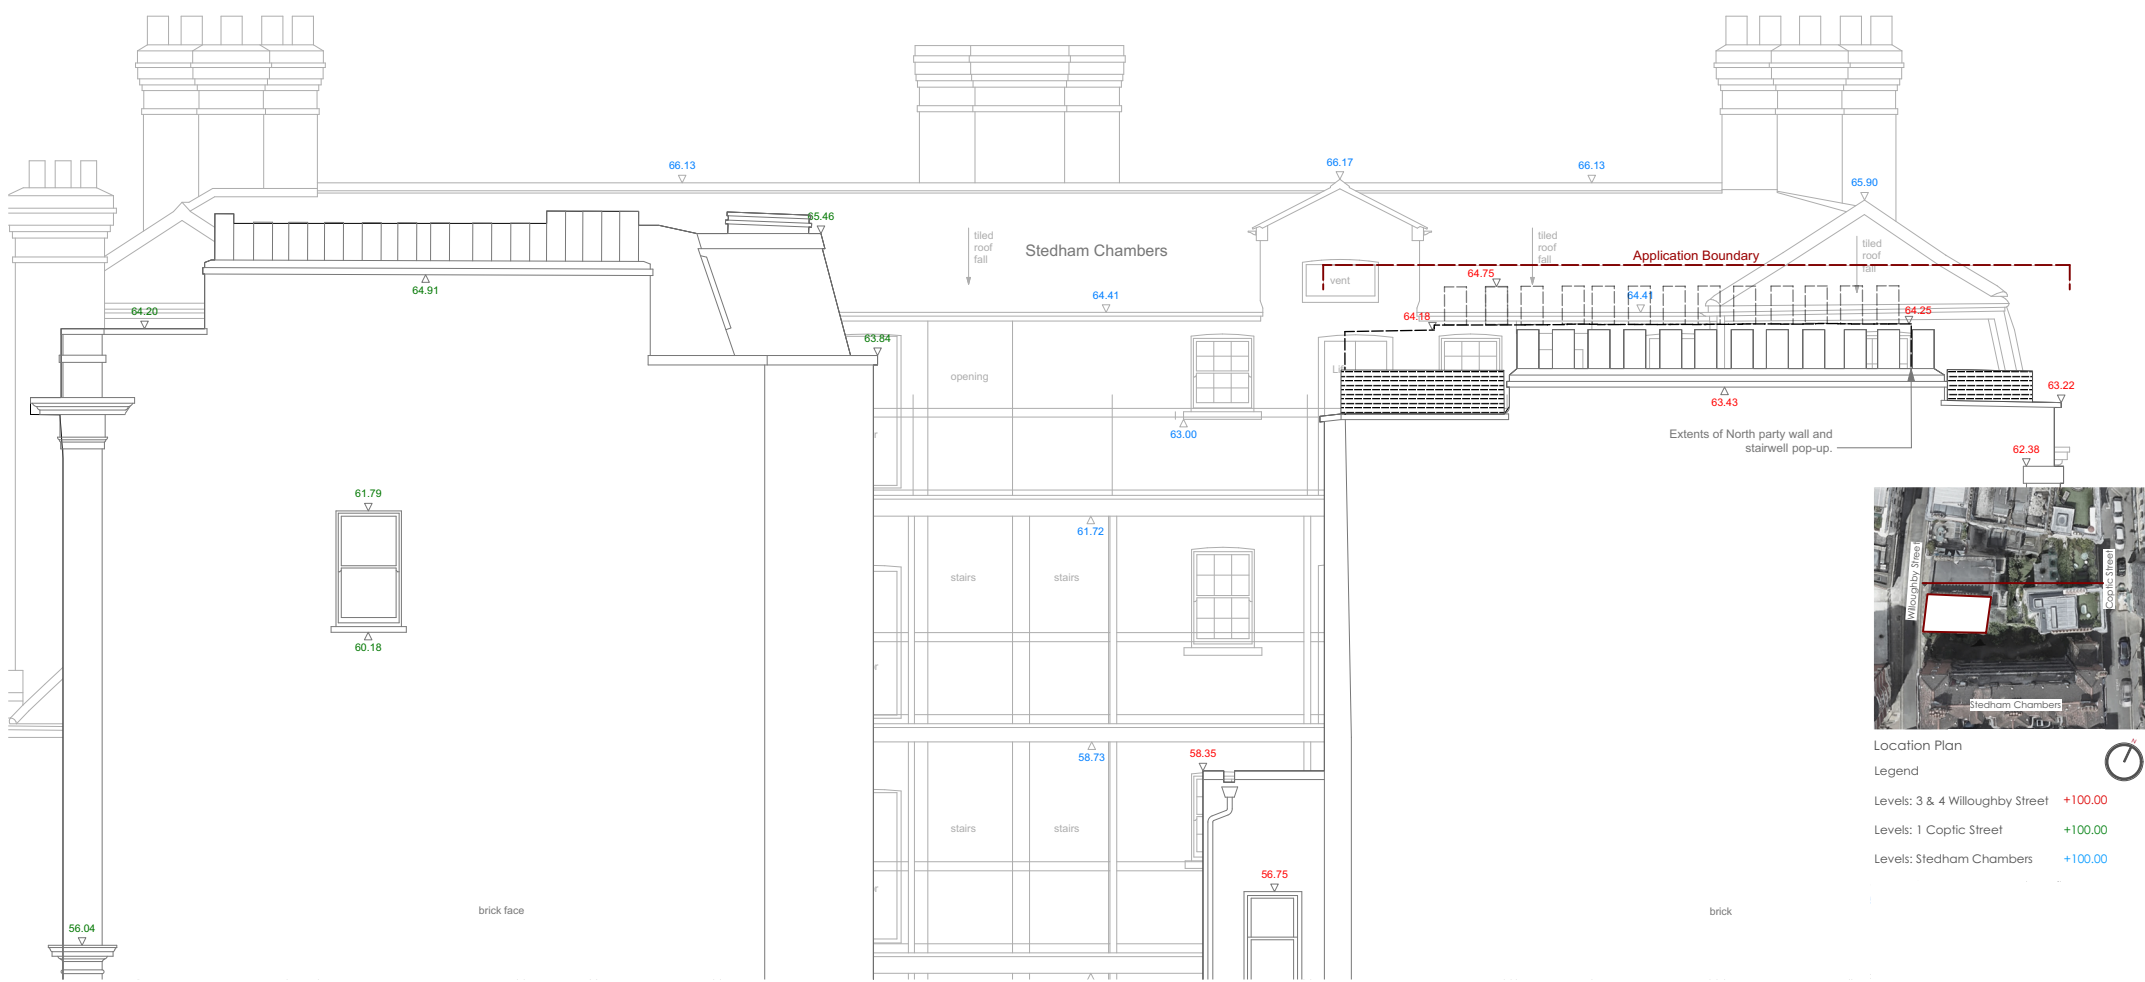 66.13
66.17
66.13
65.90
65.46
tiled
roof
fall
Stedham Chambers
tiled
roof
fall
tiled
roof
fall
Application Boundary
vent
64.75
64.91
64.20
64.41
64.41
64.18
64.25
63.84
opening
63.22
63.43
63.00
Extents of North party wall and
stairwell pop-up.
62.38
61.79
61.72
stairs
stairs
60.18
58.73
58.35
stairs
stairs
56.75
brick face
brick
56.04
Willoughby Street
Coptic Street
Stedham Chambers
Location Plan
N
Legend
Levels: 3 & 4 Willoughby Street +100.00
Levels: 1 Coptic Street +100.00
Levels: Stedham Chambers +100.00